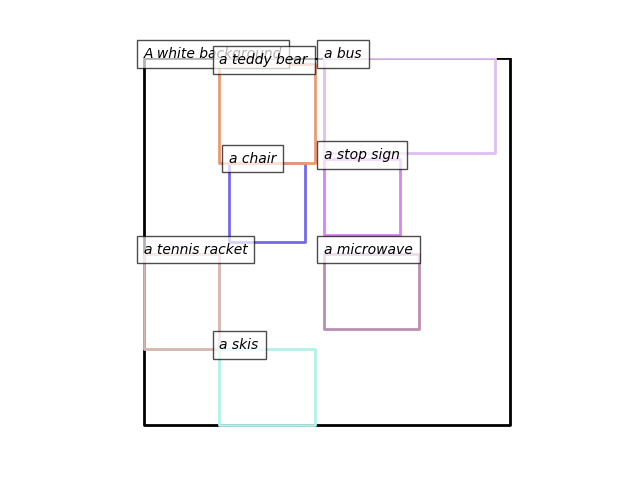 A white background
a teddy bear
a bus
a chair
a stop sign
a tennis racket
a microwave
a skis